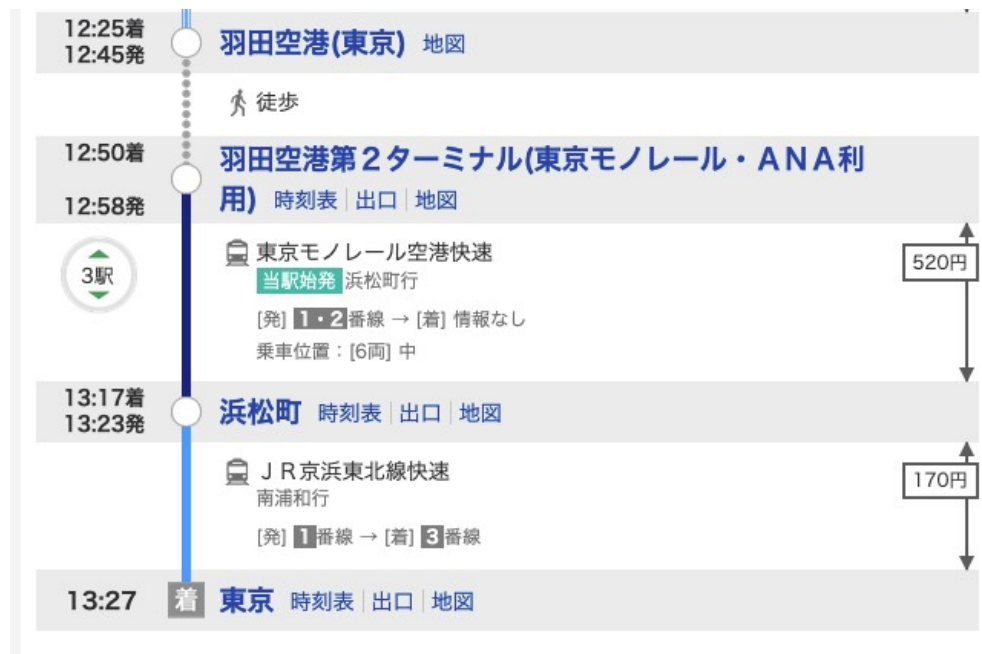 12:25着
12:45発
羽田空港(東京) 地図
徒歩
12:50着
12:58発
羽田空港第２ターミナル(東京モノレール・ＡＮＡ利
用) 時刻表 出口 地図
3駅
東京モノレール空港快速
当駅始発 浜松町行
[発] 1・2番線 → [着] 情報なし
乗車位置：[6両] 中
520円
13:17着
13:23発
浜松町 時刻表 出口 地図
ＪＲ京浜東北線快速
南浦和行
[発] 1番線 → [着] 3番線
170円
13:27 着 東京 時刻表 出口 地図